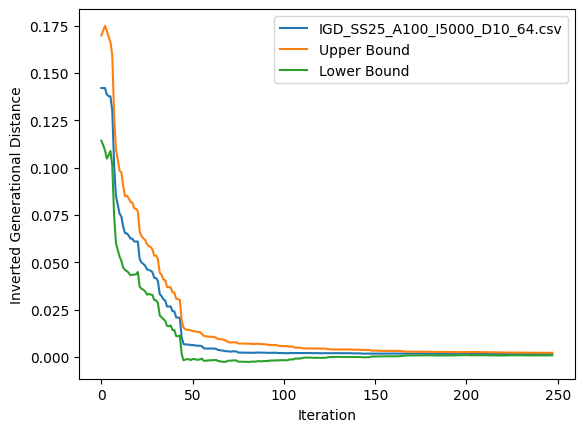 IGD_SS25_A100_I5000_D10_64.csv
Upper Bound
Lower Bound
Inverted Generational Distance
0.175
0.150
0.125
0.100
0.075
0.050
0.025
0.000
0 50 100 150 200 250
Iteration